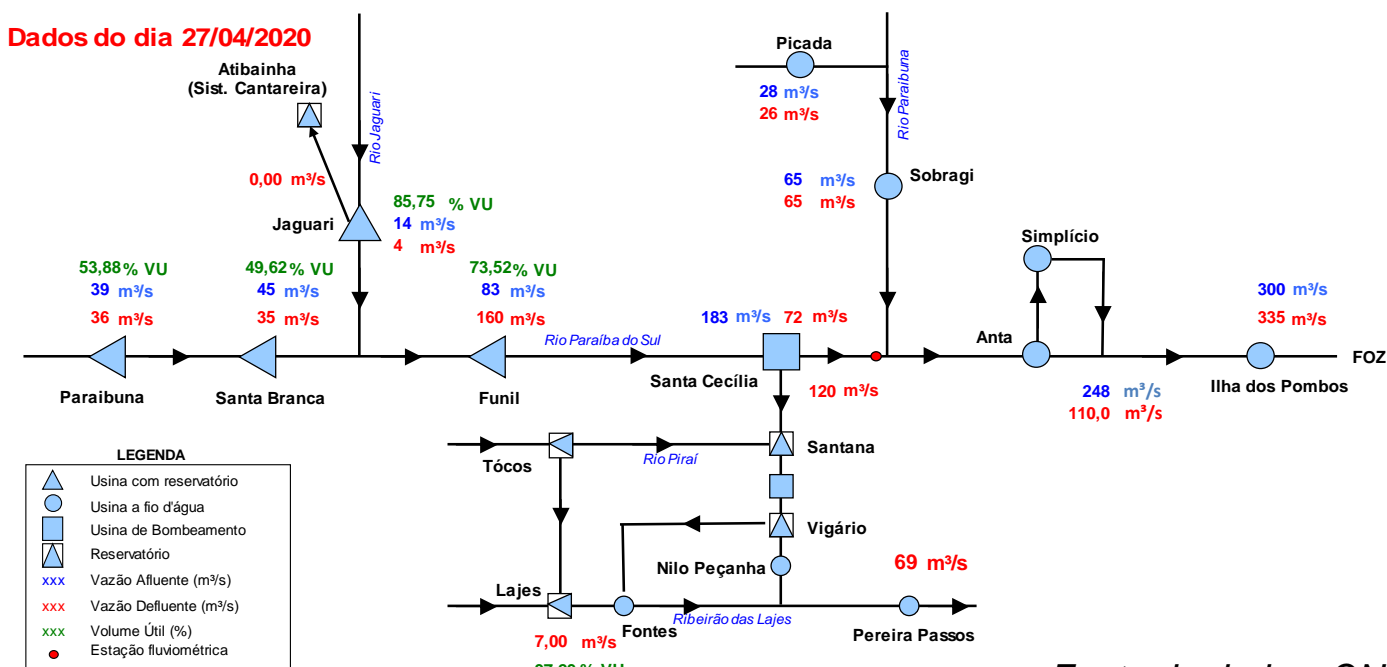 Dados do dia 27/04/2020
Atibainha
(Sist. Cantareira)
Rio Jaguari
0,00 m³/s
Jaguari
85,75 % VU
14 m³/s
4 m³/s
Picada
28 m³/s
26 m³/s
Rio Paraibuna
65 m³/s
65 m³/s
Sobragi
53,88% VU
39 m³/s
36 m³/s
Paraibuna
49,62% VU
45 m³/s
35 m³/s
Santa Branca
73,52% VU
83 m³/s
160 m³/s
Funil
Rio Paraíba do Sul
183 m³/s 72 m³/s
Santa Cecília
120 m³/s
Simplício
Anta
248 m³/s
110,0 m³/s
300 m³/s
335 m³/s
Ilha dos Pombos
FOZ
Tócos
Rio Piraí
Santana
Vigário
Nilo Peçanha
69 m³/s
Lajes
Fontes
Ribeirão das Lajes
Pereira Passos
7,00 m³/s
LEGENDA
Usina com reservatório
Usina a fio d'água
Usina de Bombeamento
Reservatório
xxx Vazão Afluente (m³/s)
xxx Vazão Defluente (m³/s)
xxx Volume Útil (%)
Estação fluviométrica